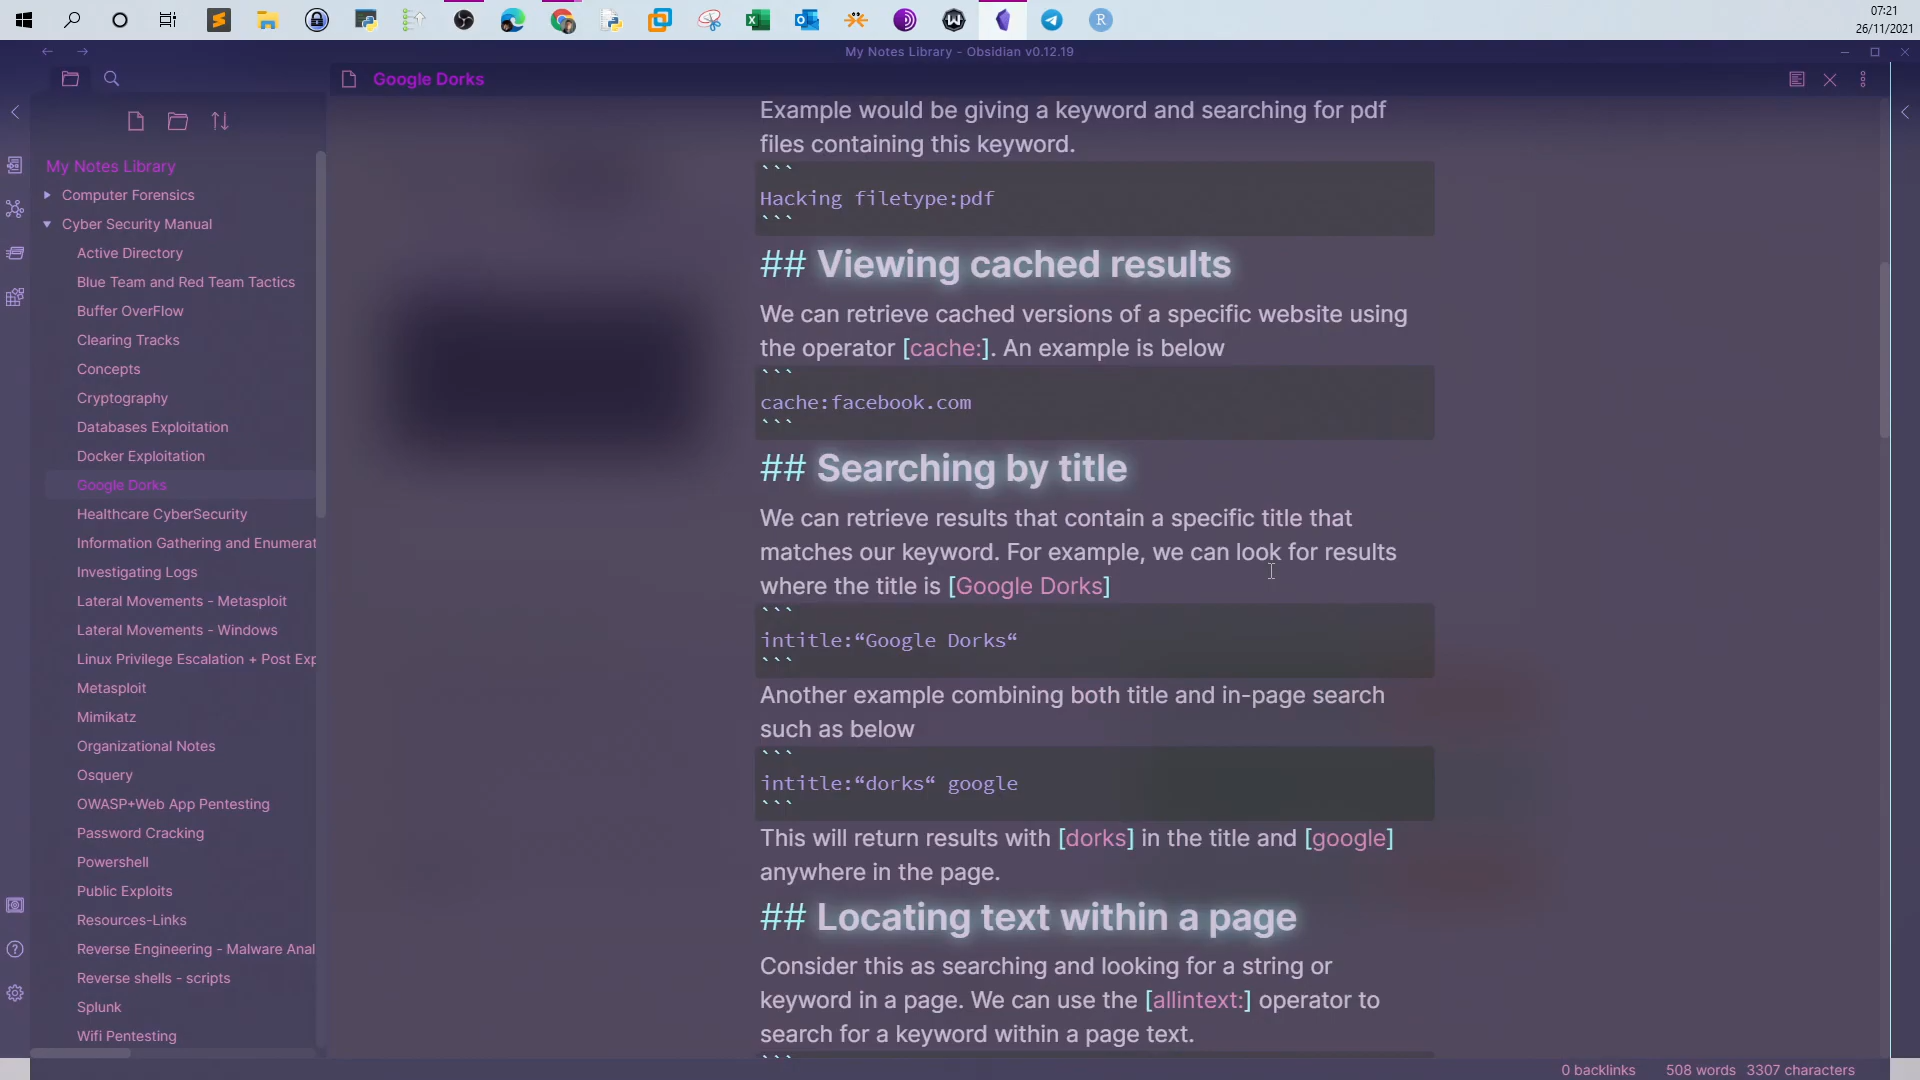 07:21
26/11/2021
My Notes Library - Obsidian v0.12.19
Google Dorks
My Notes Library
Computer Forensics
Cyber Security Manual
Active Directory
Blue Team and Red Team Tactics
Buffer OverFlow
Clearing Tracks
Concepts
Cryptography
Databases Exploitation
Docker Exploitation
Google Dorks
Healthcare CyberSecurity
Information Gathering and Enumerat
Investigating Logs
Lateral Movements - Metasploit
Lateral Movements - Windows
Linux Privilege Escalation + Post Exp
Metasploit
Mimikatz
Organizational Notes
Osquery
OWASP+Web App Pentesting
Password Cracking
Powershell
Public Exploits
Resources-Links
Reverse Engineering - Malware Anal
Reverse shells - scripts
Splunk
Wifi Pentesting
Example would be giving a keyword and searching for pdf
files containing this keyword.
```
Hacking filetype:pdf
```
## Viewing cached results
We can retrieve cached versions of a specific website using
the operator [cache:]. An example is below
```
cache:facebook.com
```
## Searching by title
We can retrieve results that contain a specific title that
matches our keyword. For example, we can look for results
where the title is [Google Dorks]
```
intitle:“Google Dorks“
```
Another example combining both title and in-page search
such as below
```
intitle:“dorks“ google
```
This will return results with [dorks] in the title and [google]
anywhere in the page.
## Locating text within a page
Consider this as searching and looking for a string or
keyword in a page. We can use the [allintext:] operator to
search for a keyword within a page text.
```
0 backlinks 508 words 3307 characters